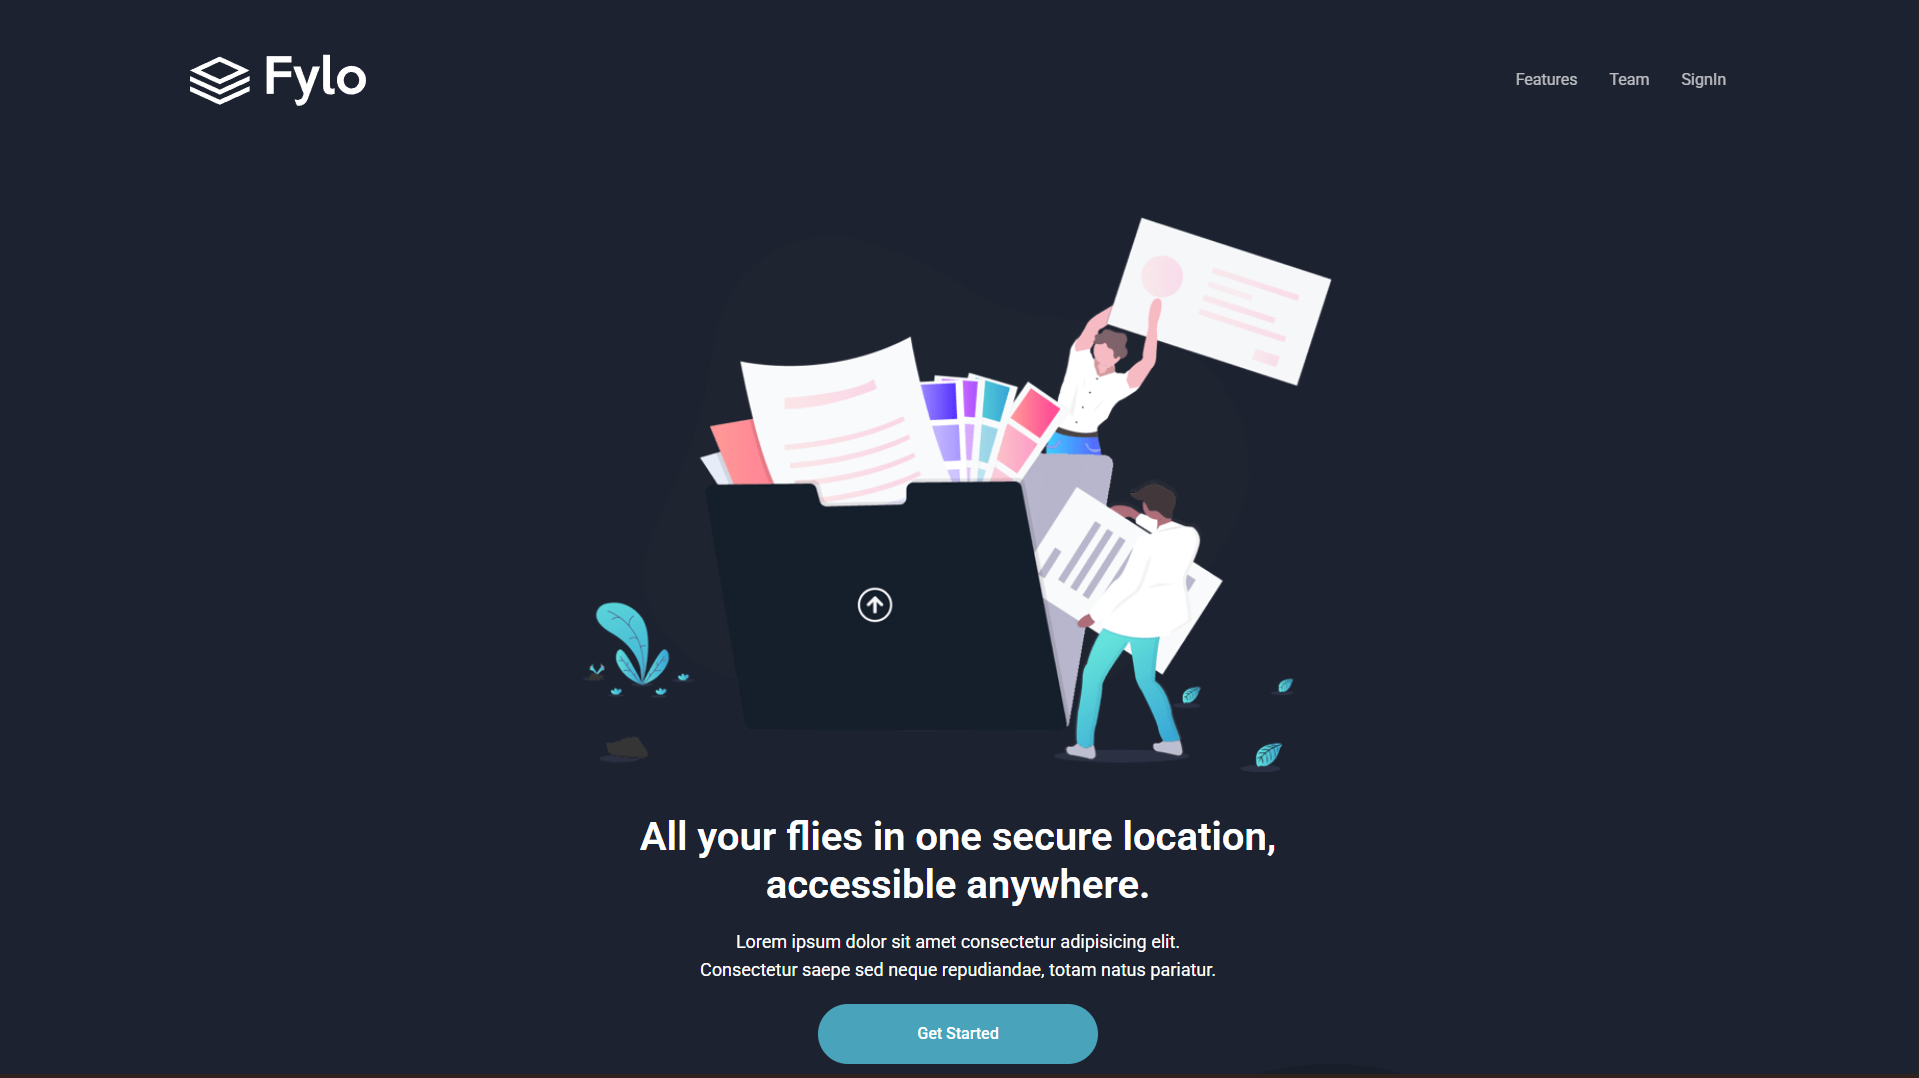 Fylo
Features Team SignIn
All your flies in one secure location,
accessible anywhere.
Lorem ipsum dolor sit amet consectetur adipisicing elit.
Consectetur saepe sed neque repudiandae, totam natus pariatur.
Get Started